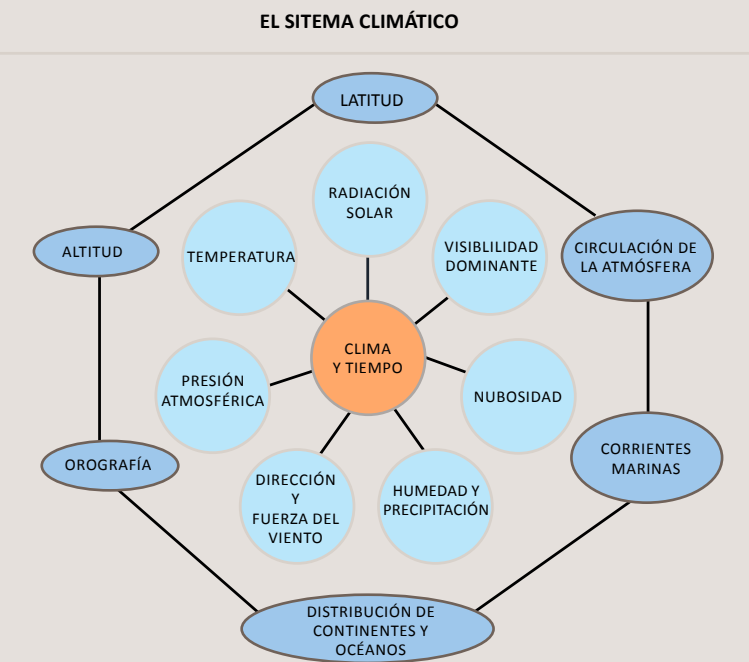 EL SITEMA CLIMÁTICO
LATITUD
RADIACIÓN
SOLAR
TEMPERATURA
VISIBLILIDAD
DOMINANTE
ALTITUD
CIRCULACIÓN DE
LA ATMÓSFERA
CLIMA
Y TIEMPO
PRESIÓN
ATMOSFÉRICA
NUBOSIDAD
OROGRAFÍA
CORRIENTES
MARINAS
DIRECCIÓN
Y
FUERZA DEL
VIENTO
HUMEDAD Y
PRECIPITACIÓN
DISTRIBUCIÓN DE
CONTINENTES Y
OCÉANOS